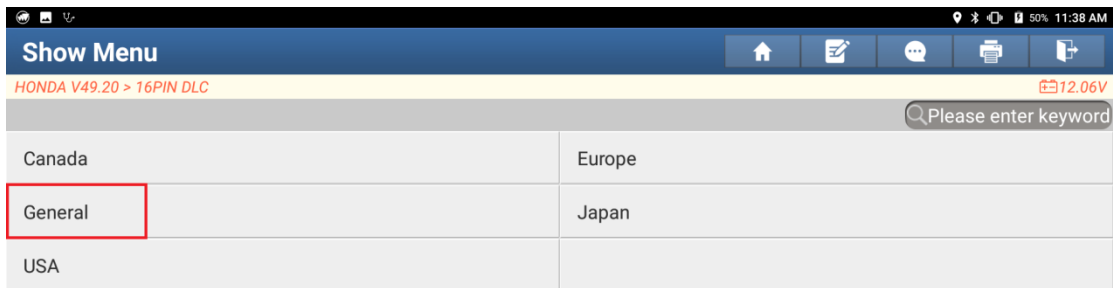 50% 11:38 AM
Show Menu
HONDA V49.20 > 16PIN DLC
12.06V
Please enter keyword
Canada
Europe
General
Japan
USA